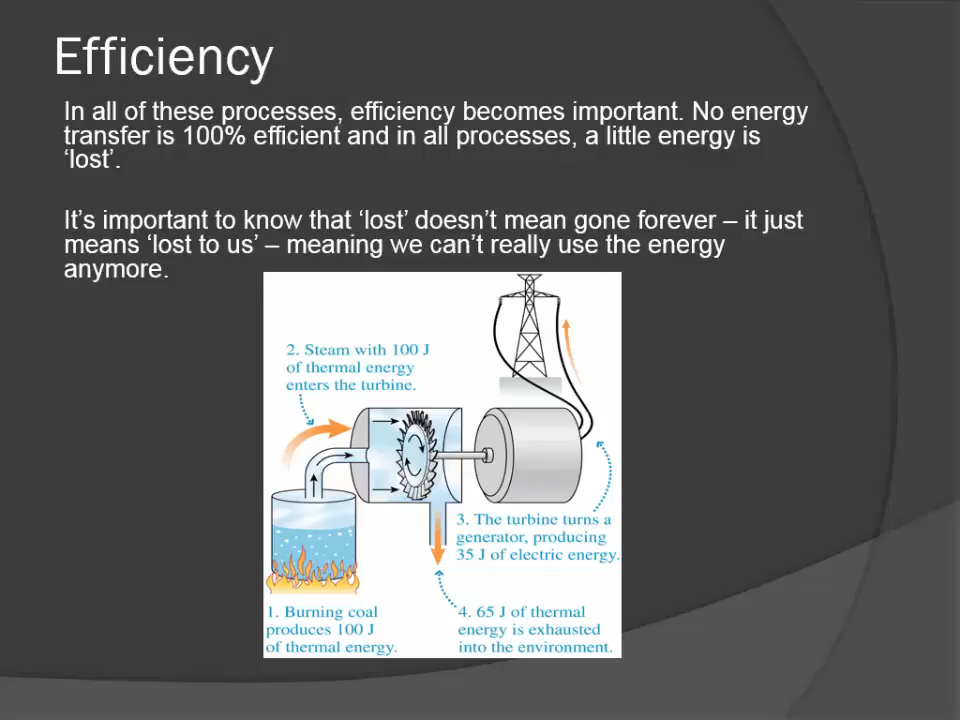 Efficiency
In all of these processes, efficiency becomes important. No energy
transfer is 100% efficient and in all processes, a little energy is
‘lost’.
It’s important to know that ‘lost’ doesn’t mean gone forever – it just
means ‘lost to us’ – meaning we can’t really use the energy
anymore.
2. Steam with 100 J
of thermal energy
enters the turbine.
3. The turbine turns a
generator, producing
35 J of electric energy.
1. Burning coal
produces 100 J
of thermal energy.
4. 65 J of thermal
energy is exhausted
into the environment.